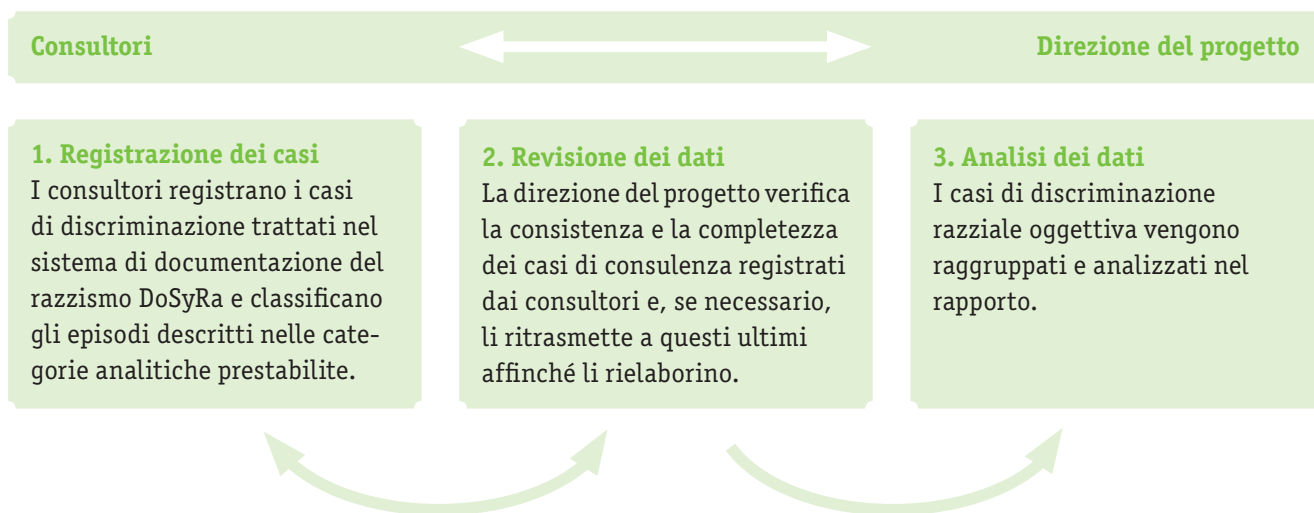 Consultori
Direzione del progetto
1. Registrazione dei casi
I consultori registrano i casi
di discriminazione trattati nel
sistema di documentazione del
razzismo DoSyRa e classificano
gli episodi descritti nelle cate-
gorie analitiche prestabilite.
2. Revisione dei dati
La direzione del progetto verifica
la consistenza e la completezza
dei casi di consulenza registrati
dai consultori e, se necessario,
li ritrasmette a questi ultimi
affinché li rielaborino.
3. Analisi dei dati
I casi di discriminazione
razziale oggettiva vengono
raggruppati e analizzati nel
rapporto.